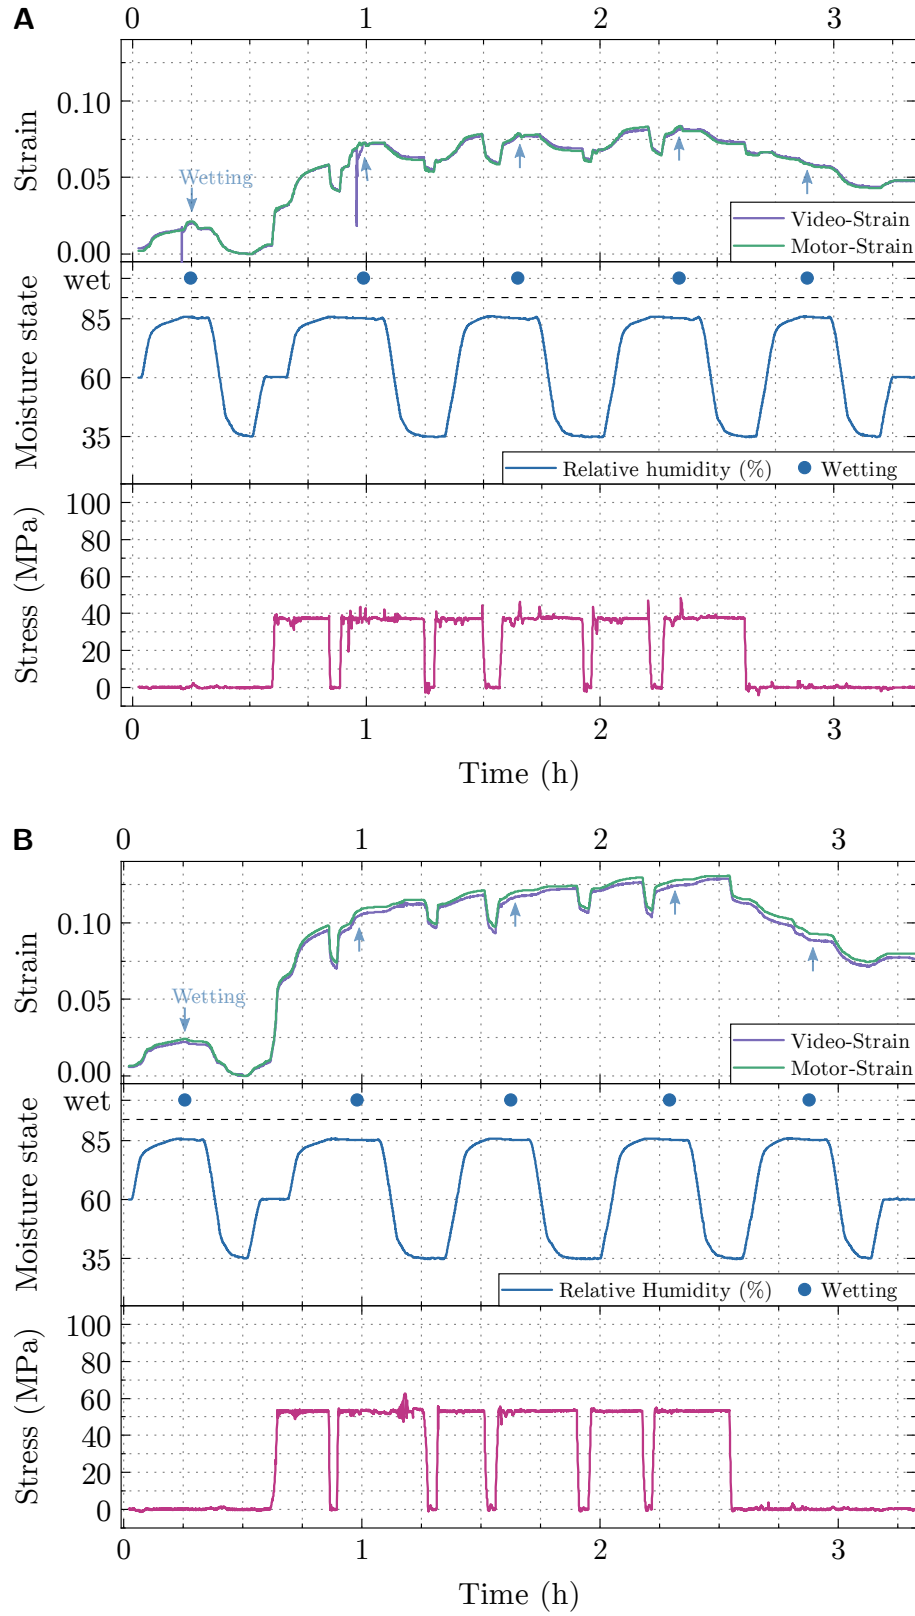 A
0 1 2 3
Strain
0.10
0.05
0.00
Wetting
Video-Strain
Motor-Strain
Moisture state
wet
85
60
35
Relative humidity (%) Wetting
Stress (MPa)
100
80
60
40
20
0
0 1 2 3
Time (h)
B
0 1 2 3
Strain
0.10
0.05
0.00
Wetting
Video-Strain
Motor-Strain
Moisture state
wet
85
60
35
Relative Humidity (%) Wetting
Stress (MPa)
100
80
60
40
20
0
0 1 2 3
Time (h)